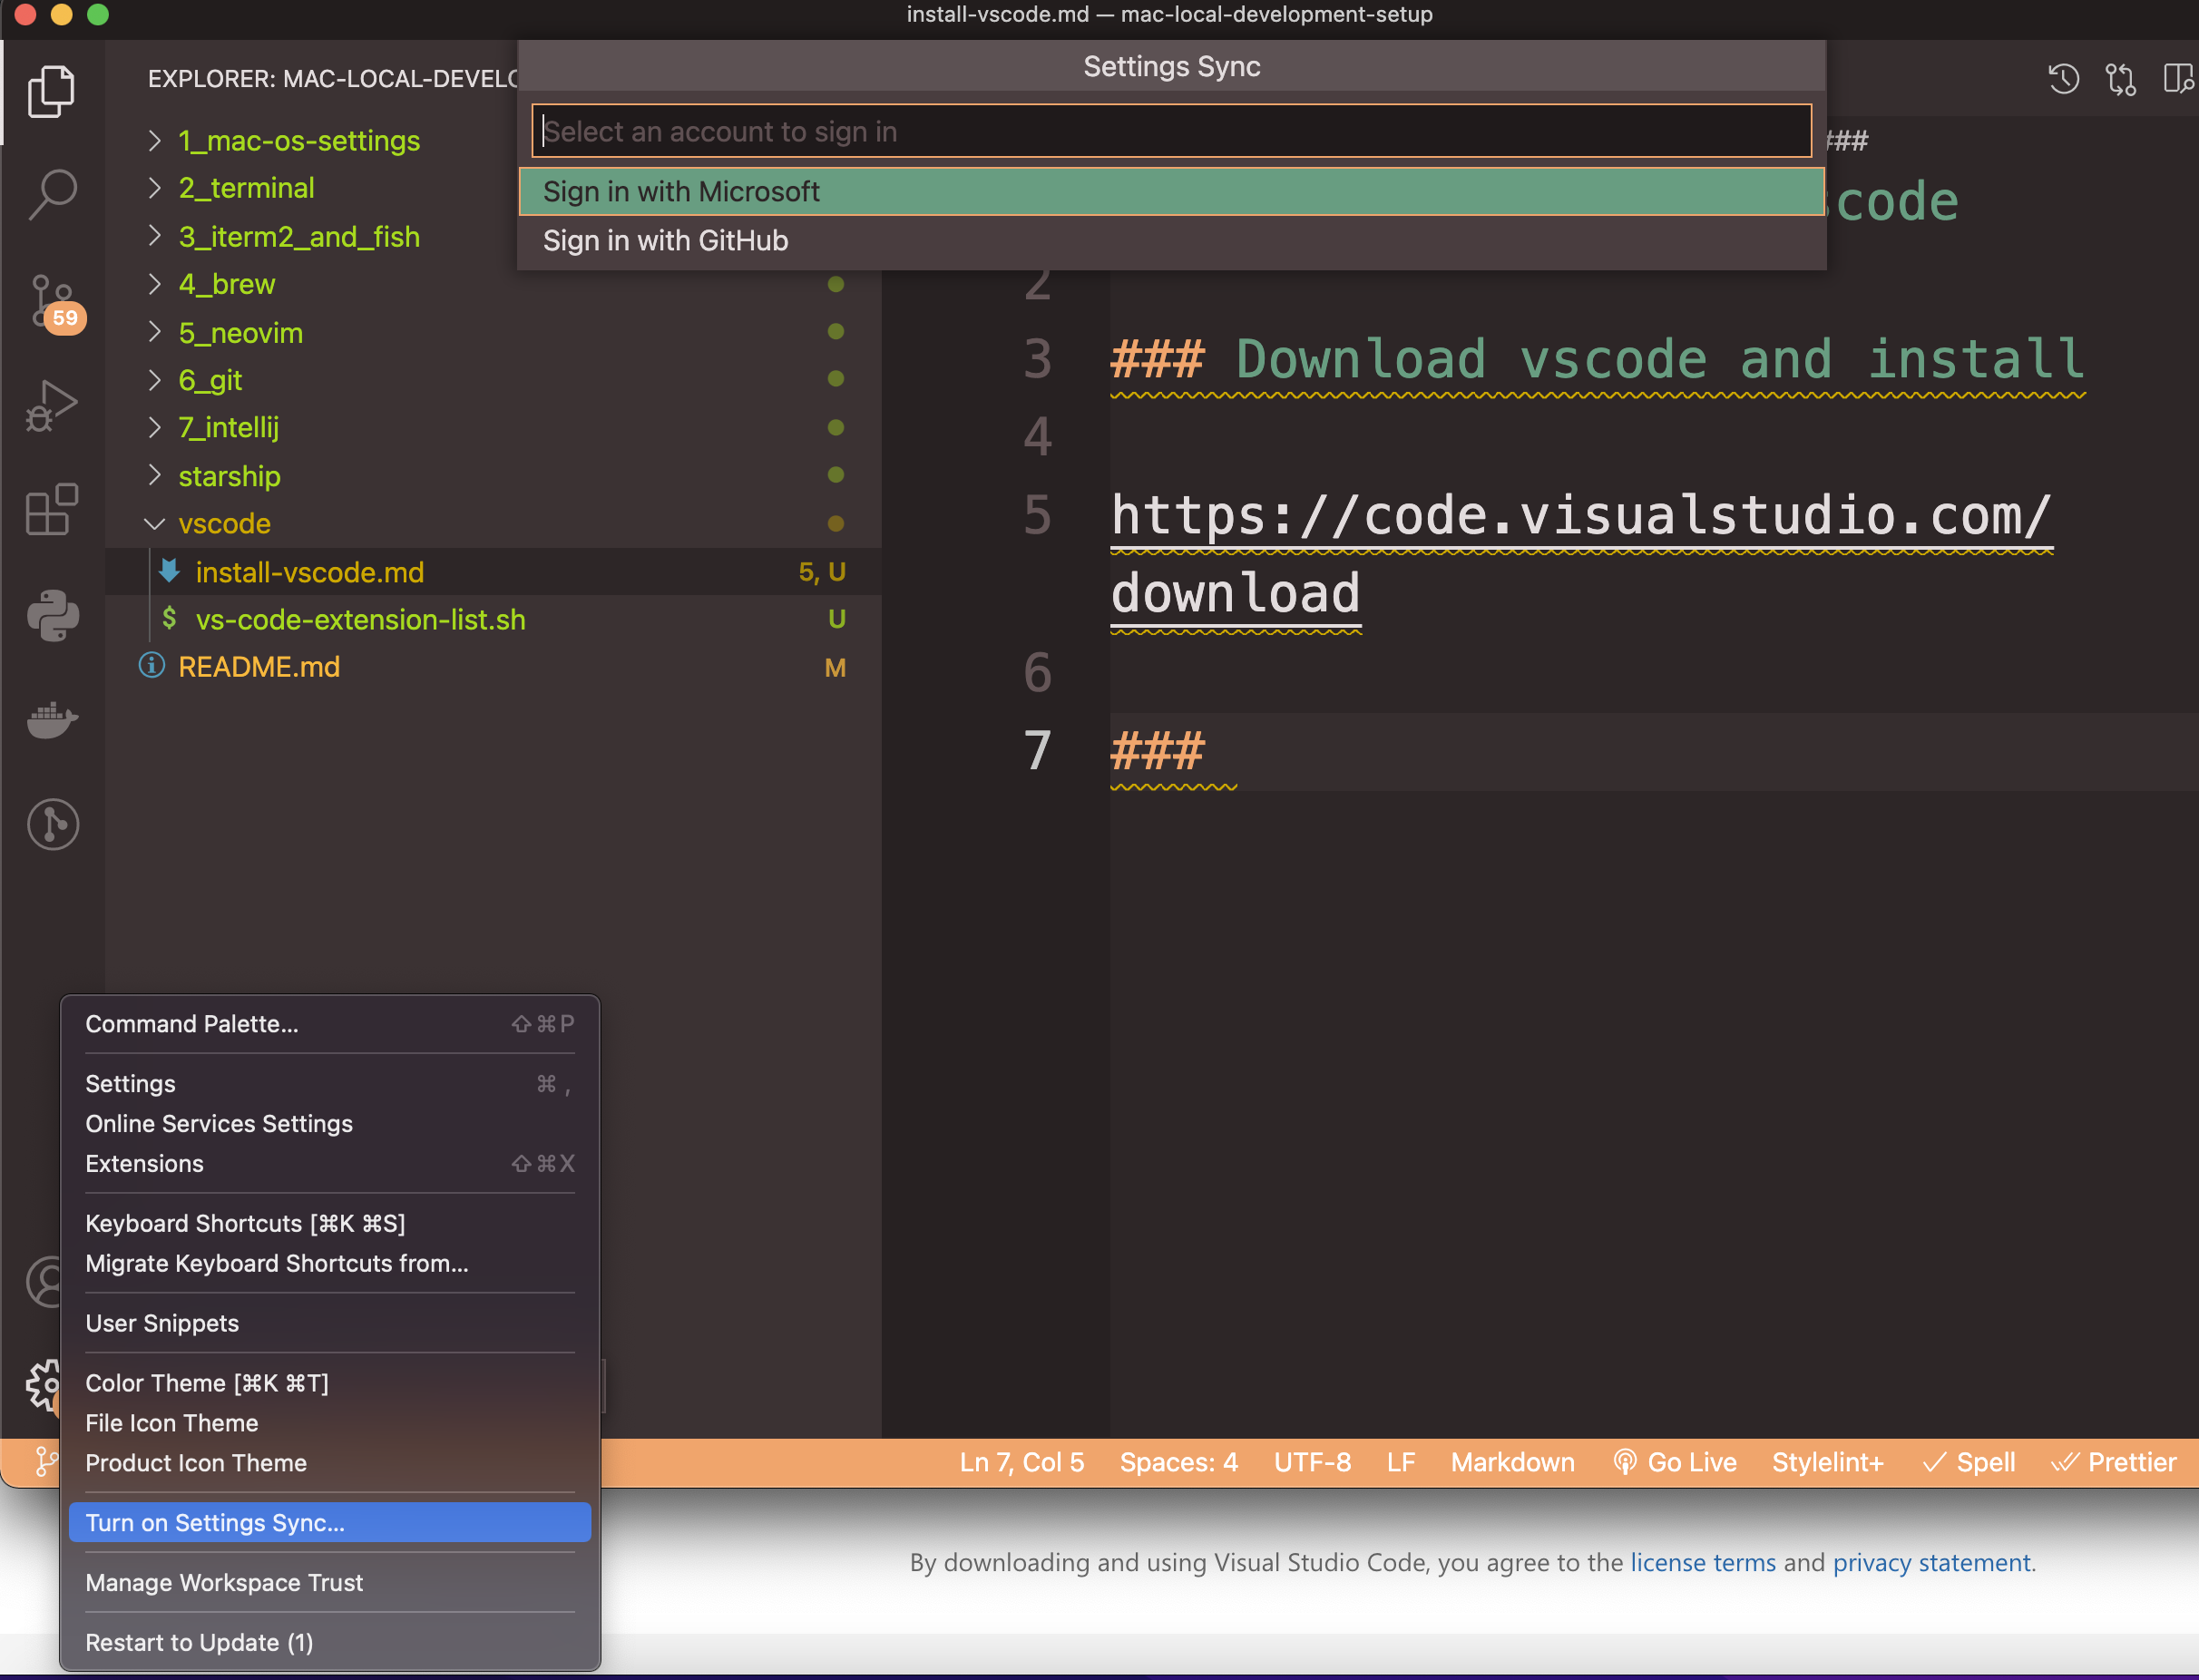 install-vscode.md — mac-local-development-setup
EXPLORER: MAC-LOCAL-DEVELO
1_mac-os-settings
2_terminal
3_iterm2_and_fish
4_brew
5_neovim
6_git
7_intellij
starship
vscode
install-vscode.md 5, U
vs-code-extension-list.sh U
README.md M
59
Settings Sync
Select an account to sign in
Sign in with Microsoft
Sign in with GitHub
###
code
2
3 ### Download vscode and install
4
5 https://code.visualstudio.com/
download
6
7 ###
Command Palette... ⇧⌘P
Settings ⌘ ,
Online Services Settings
Extensions ⇧⌘X
Keyboard Shortcuts [⌘K ⌘S]
Migrate Keyboard Shortcuts from...
User Snippets
Color Theme [⌘K ⌘T]
File Icon Theme
Product Icon Theme
Turn on Settings Sync...
Manage Workspace Trust
Restart to Update (1)
Ln 7, Col 5 Spaces: 4 UTF-8 LF Markdown Go Live Stylelint+ Spell Prettier
By downloading and using Visual Studio Code, you agree to the license terms and privacy statement.